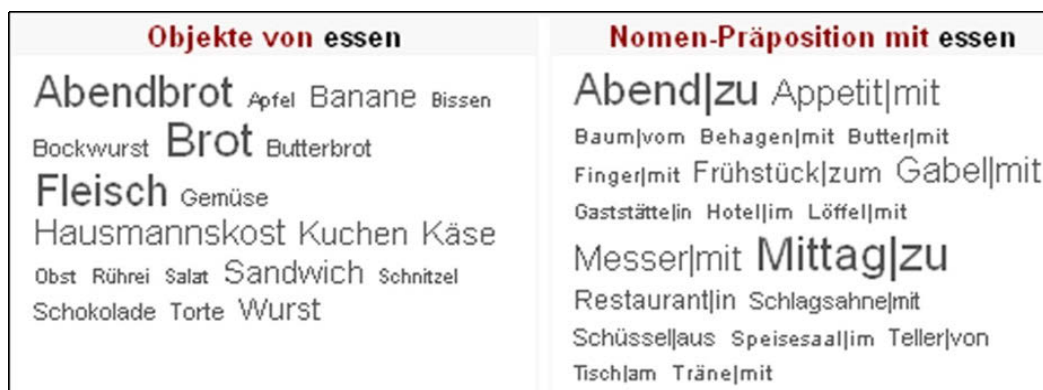 Objekte von essen
Abendbrot Apfel Banane Bissen
Bockwurst Brot Butterbrot
Fleisch Gemüse
Hausmannskost Kuchen Käse
Obst Rührei Salat Sandwich Schnitzel
Schokolade Torte Wurst
Nomen-Präposition mit essen
Abend|zu Appetit|mit
Baum|vom Behagen|mit Butter|mit
Finger|mit Frühstück|zum Gabel|mit
Gaststätte|in Hotel|im Löffel|mit
Messer|mit Mittag|zu
Restaurant|in Schlagsahne|mit
Schüssel|aus Speisesaal|im Teller|von
Tisch|am Träne|mit